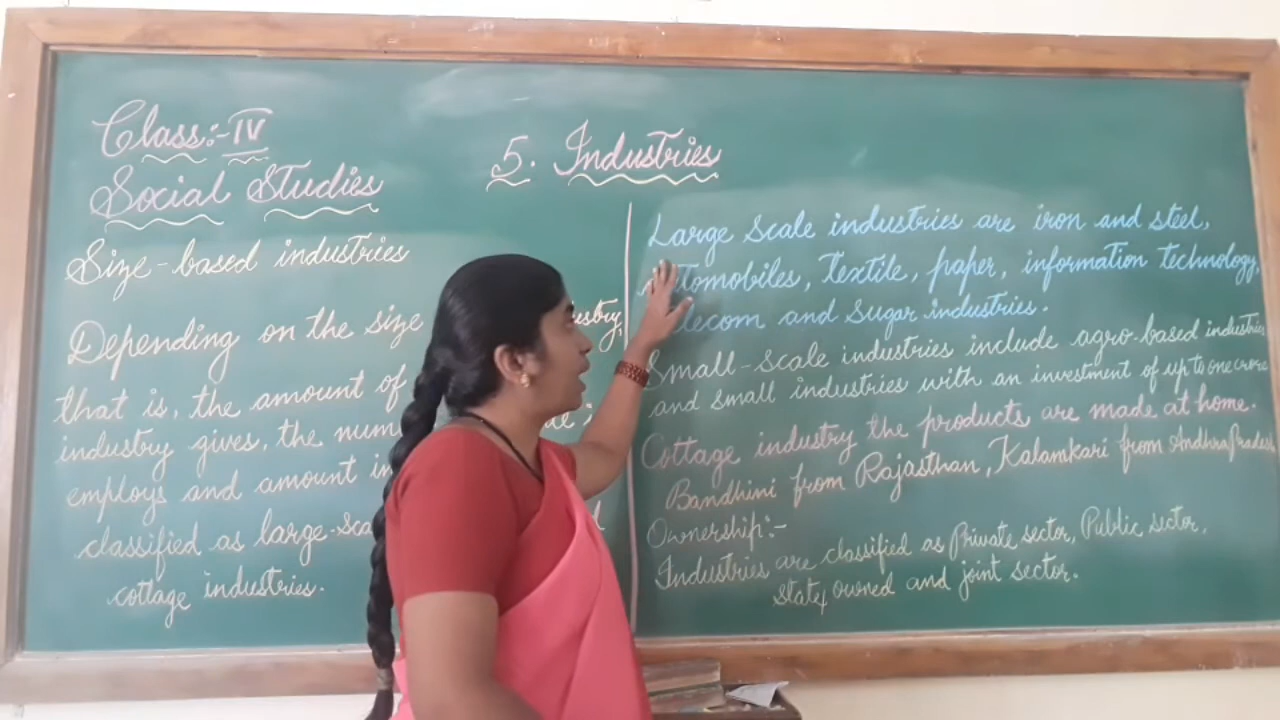 Class:- IV
Social Studies
5. Industries
Size-based industries
Depending on the size
that is, the amount of
industry gives, the num
employs and amount in
classified as large-sca
cottage industries.
Large scale industries are iron and steel,
tomobiles, textile, paper, information technology,
lecom and sugar industries.
Small-scale industries include agro-based industries
and small industries with an investment of up to one crore
Cottage industry the products are made at home.
Bandhini from Rajasthan, Kalamkari from Andhra Pradesh
Ownership:-
Industries are classified as Private sector, Public sector,
state, owned and joint sector.